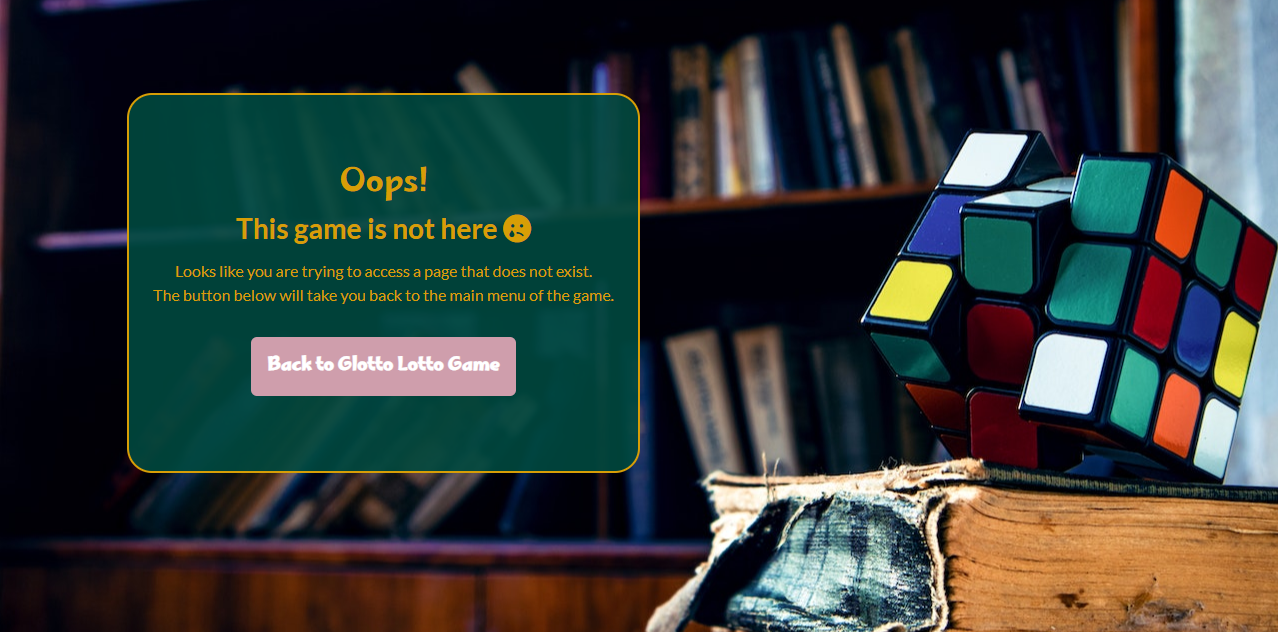 Oops!
This game is not here
Looks like you are trying to access a page that does not exist.
The button below will take you back to the main menu of the game.
Back to Glotto Lotto Game